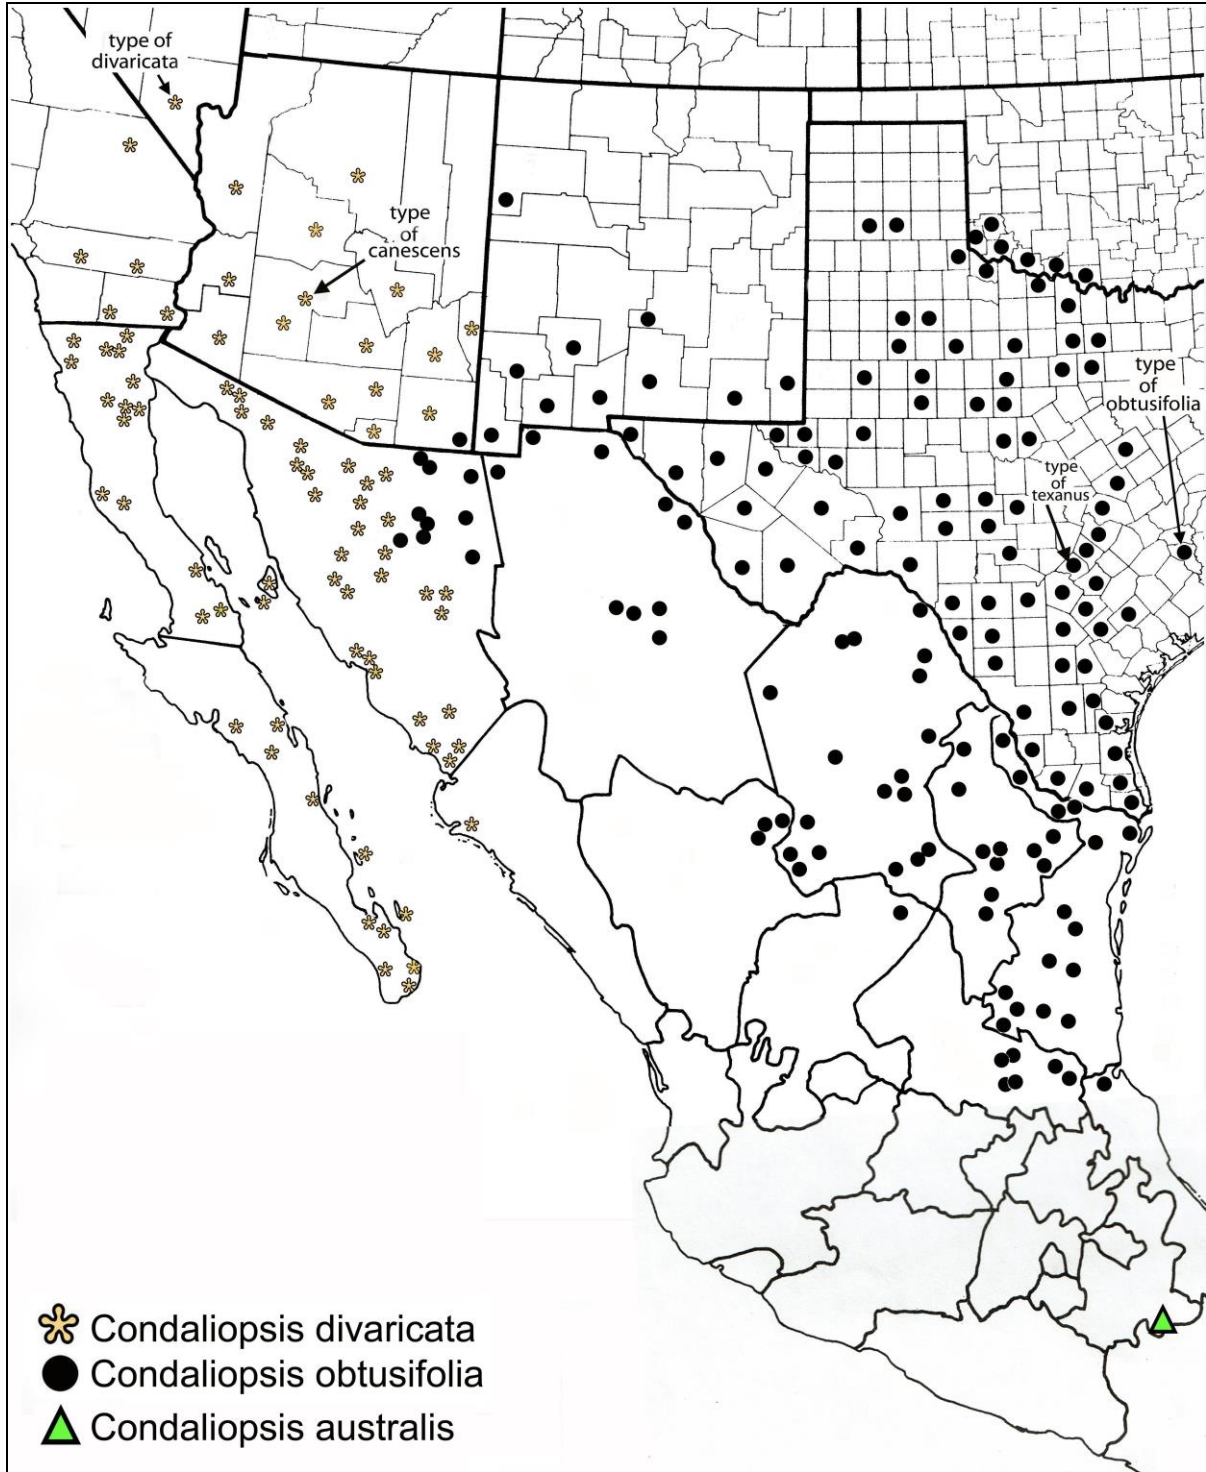 type of
divaricata
type
of
canescens
type
of
obtusifolia
type
of
texanus
Condaliopsis divaricata
Condaliopsis obtusifolia
Condaliopsis australis